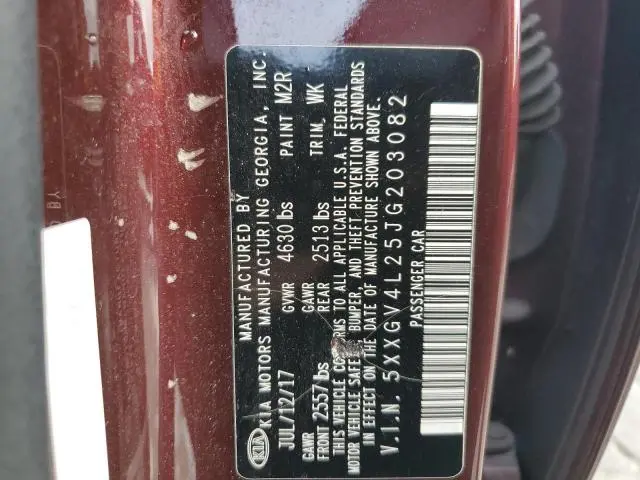 MANUFACTURED BY
KIA KIA MOTORS MANUFACTURING GEORGIA, INC.
JUL/12/17 GVWR 4630 lbs PAINT M2R
GAWR GAWR
FRONT 2557 lbs REAR 2513 lbs TRIM, WK
THIS VEHICLE CONFORMS TO ALL APPLICABLE U.S.A. FEDERAL
MOTOR VEHICLE SAFETY, BUMPER, AND THEFT PREVENTION STANDARDS
IN EFFECT ON THE DATE OF MANUFACTURE SHOWN ABOVE.
V.I.N. 5XXGV4L25JG203082
PASSENGER CAR